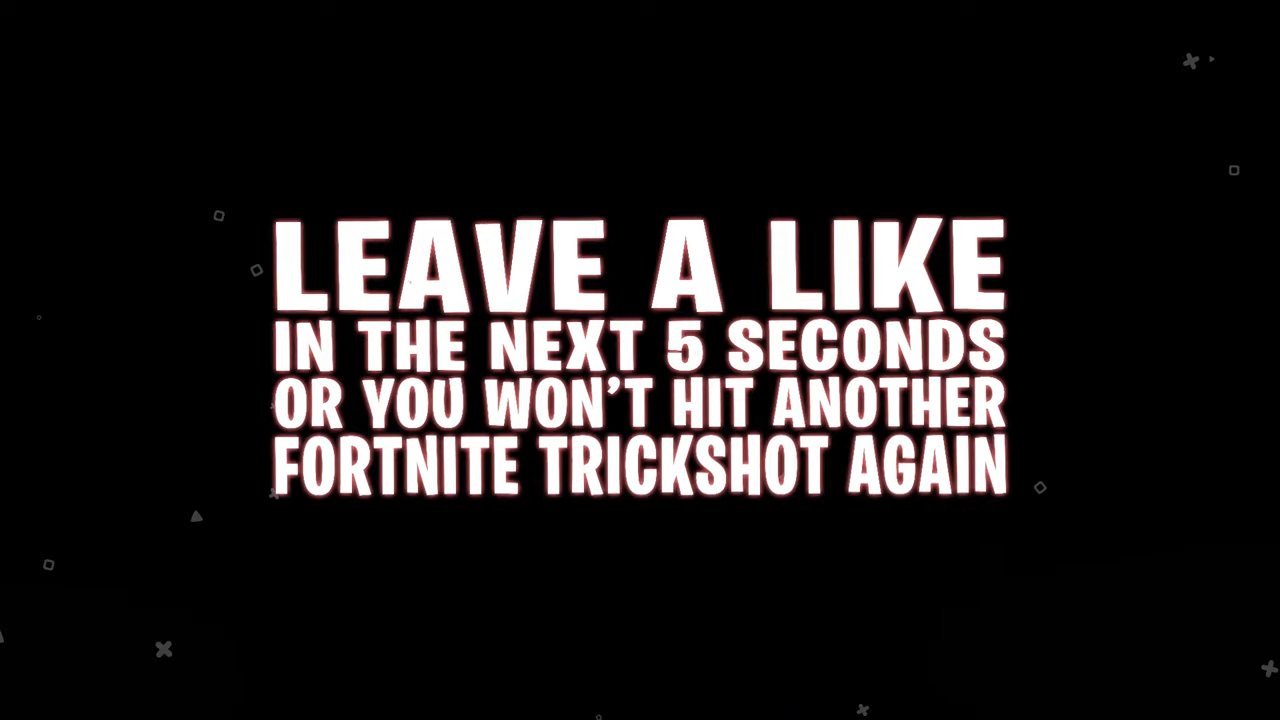 LEAVE A LIKE
IN THE NEXT 5 SECONDS
OR YOU WON'T HIT ANOTHER
FORTNITE TRICKSHOT AGAIN